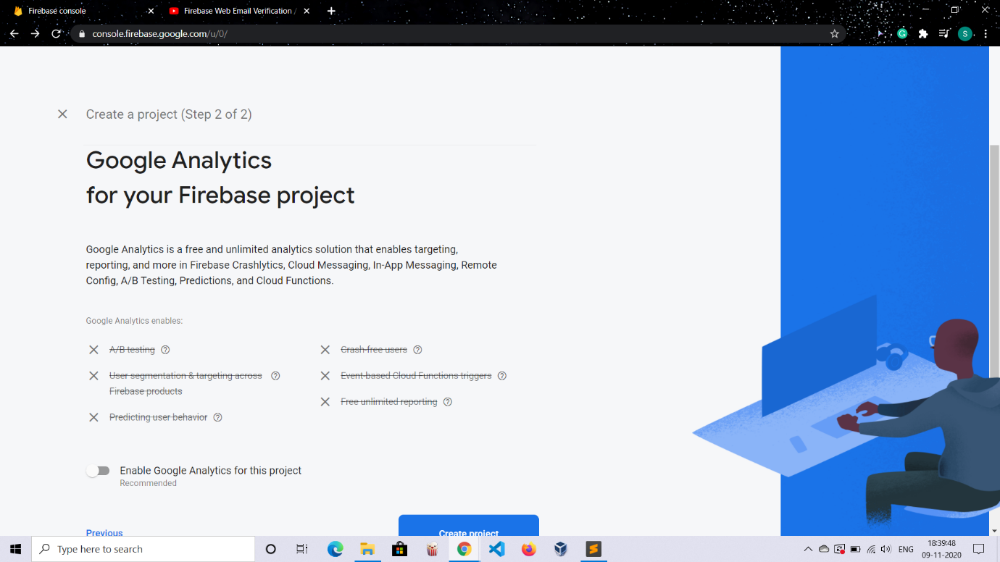 Firebase console
Firebase Web Email Verification /
console.firebase.google.com/u/0/
G
S
Create a project (Step 2 of 2)
Google Analytics
for your Firebase project
Google Analytics is a free and unlimited analytics solution that enables targeting,
reporting, and more in Firebase Crashlytics, Cloud Messaging, In-App Messaging, Remote
Config, A/B Testing, Predictions, and Cloud Functions.
Google Analytics enables:
A/B testing
Crash-free users
User segmentation & targeting across
Firebase products
Event-based Cloud Functions triggers
Free unlimited reporting
Predicting user behavior
Enable Google Analytics for this project
Recommended
Previous
Create project
Type here to search
ENG
18:39:48
09-11-2020